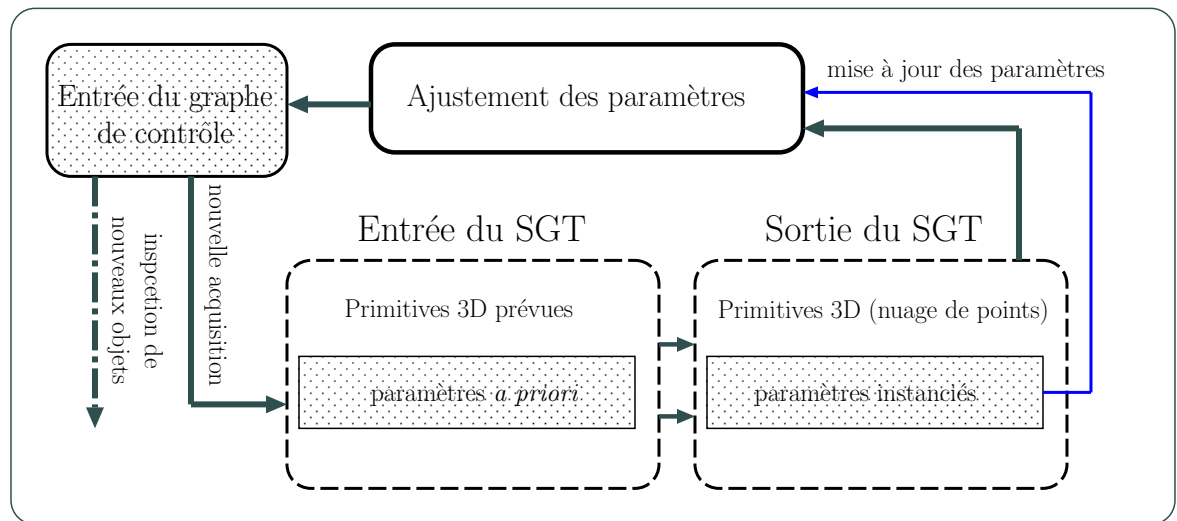 mise à jour des paramètres
Entrée du graphe
de contrôle
Ajustement des paramètres
nouvelle acquisition
inspcetion de
nouveaux objets
Entrée du SGT
Sortie du SGT
Primitives 3D prévues
Primitives 3D (nuage de points)
paramètres a priori
paramètres instanciés